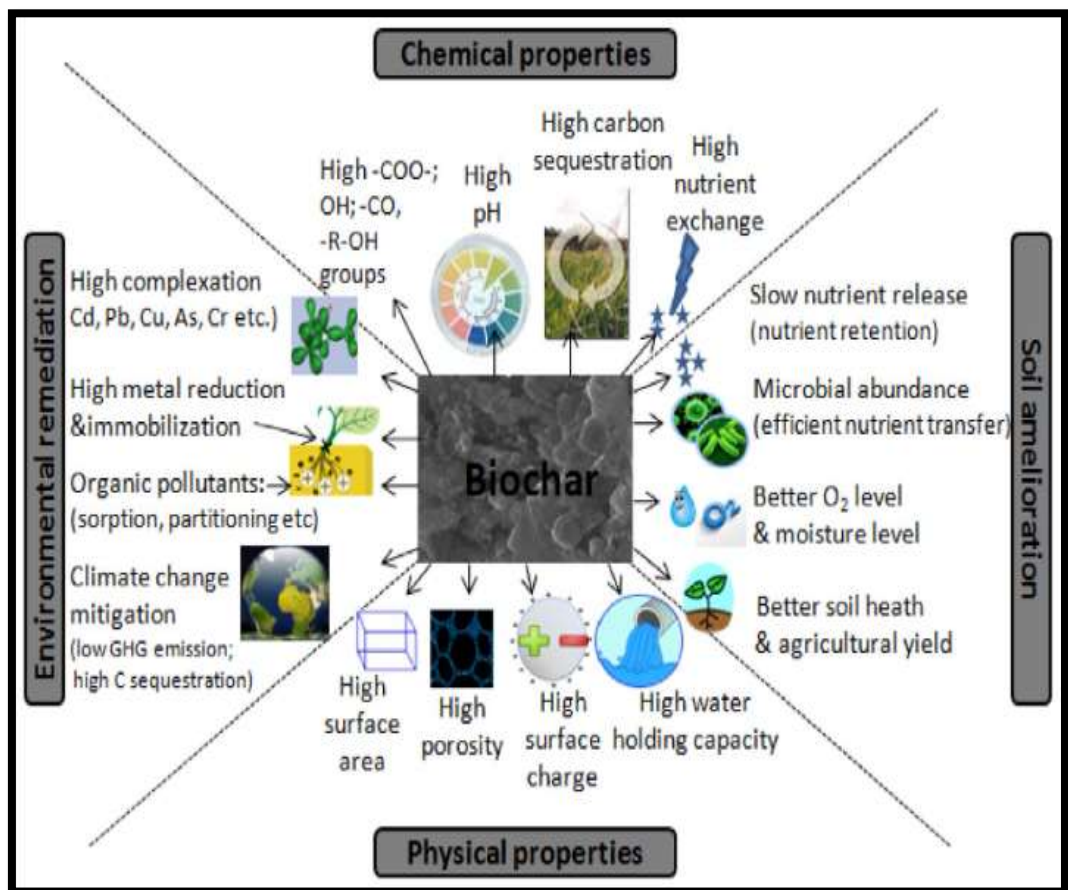 Chemical properties
High -COO-;
OH; -CO,
-R-OH
groups
High
pH
High carbon
sequestration
High
nutrient
exchange
Environmental remediation
High complexation
Cd, Pb, Cu, As, Cr etc.)
High metal reduction
&immobilization
Organic pollutants:
(sorption, partitioning etc)
Climate change
mitigation
(low GHG emission;
high C sequestration)
Biochar
Slow nutrient release
(nutrient retention)
Microbial abundance
(efficient nutrient transfer)
Better O₂ level
& moisture level
Better soil heath
& agricultural yield
Soil amelioration
High
surface
area
High
porosity
High
surface
charge
High water
holding capacity
Physical properties